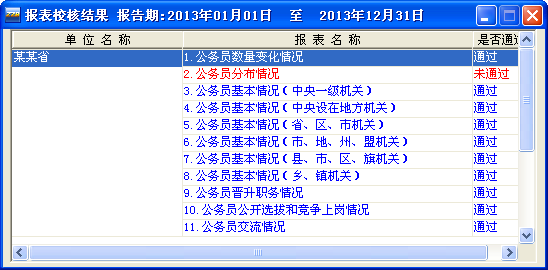 报表校核结果 报告期:2013年01月01日 至 2013年12月31日
单位名称 报表名称 是否通过
某某省 1.公务员数量变化情况 通过
2.公务员分布情况 未通过
3.公务员基本情况(中央一级机关) 通过
4.公务员基本情况(中央设在地方机关) 通过
5.公务员基本情况(省、区、市机关) 通过
6.公务员基本情况(市、地、州、盟机关) 通过
7.公务员基本情况(县、市、区、旗机关) 通过
8.公务员基本情况(乡、镇机关) 通过
9.公务员晋升职务情况 通过
10.公务员公开选拔和竞争上岗情况 通过
11.公务员交流情况 通过